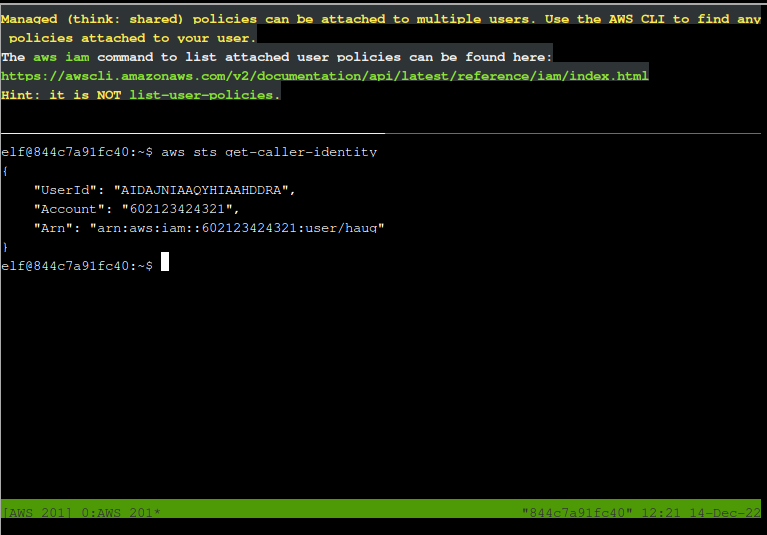 Managed (think: shared) policies can be attached to multiple users. Use the AWS CLI to find any
policies attached to your user.
The aws iam command to list attached user policies can be found here:
https://awscli.amazonaws.com/v2/documentation/api/latest/reference/iam/index.html
Hint: it is NOT list-user-policies.
elf@844c7a91fc40:~$ aws sts get-caller-identity
{
    "UserId": "AIDAJNIAAQYHIAAHDDRA",
    "Account": "602123424321",
    "Arn": "arn:aws:iam::602123424321:user/haug"
}
elf@844c7a91fc40:~$
[AWS 201] 0:AWS 201* "844c7a91fc40" 12:21 14-Dec-22